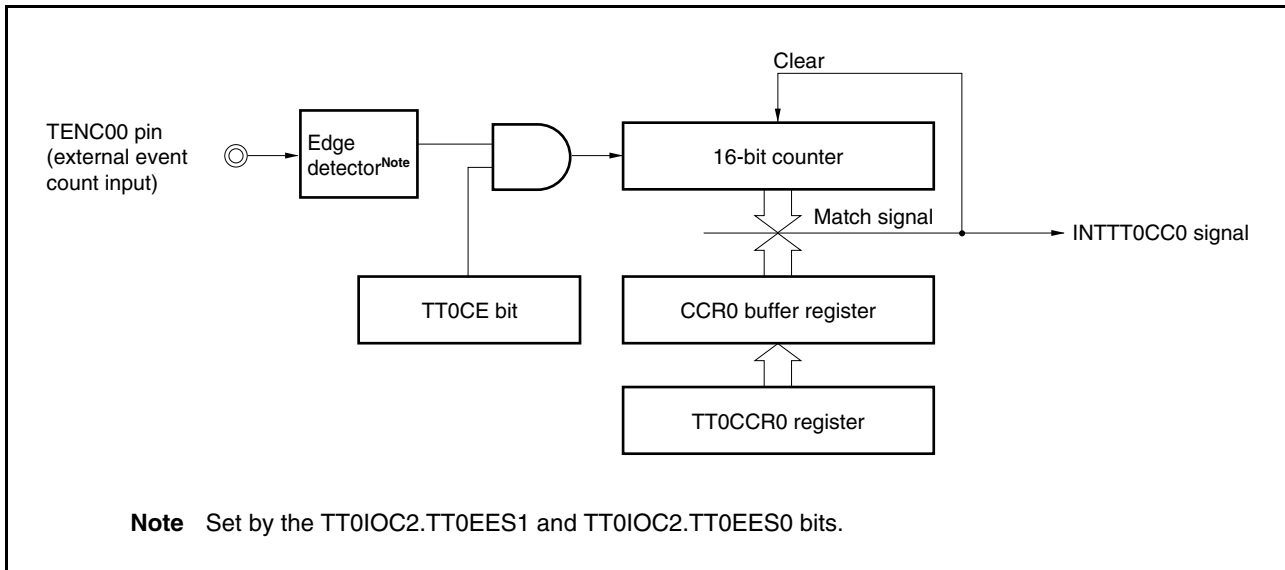 Clear
TENC00 pin
(external event
count input)
Edge
detectorNote
16-bit counter
Match signal
INTTT0CC0 signal
TT0CE bit
CCR0 buffer register
TT0CCR0 register
Note Set by the TT0IOC2.TT0EES1 and TT0IOC2.TT0EES0 bits.